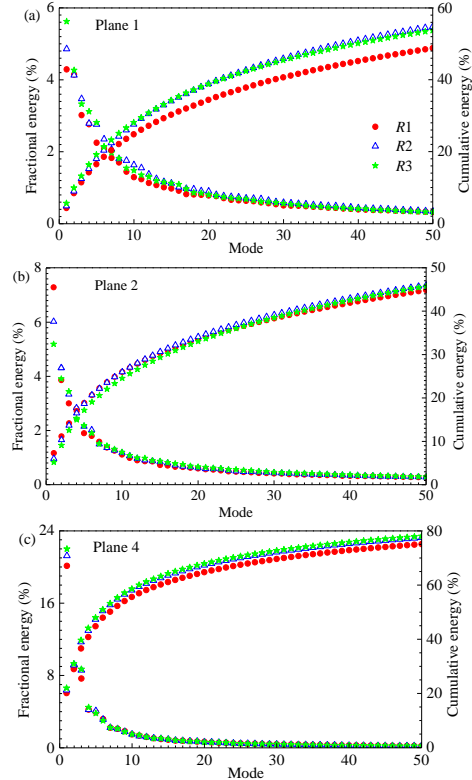 (a)
Plane 1
Fractional energy (%)
6
4
2
0
60
40
20
0
Cumulative energy (%)
R1
R2
R3
0 10 20 30 40 50
Mode
(b)
Plane 2
Fractional energy (%)
8
6
4
2
0
50
40
30
20
10
0
Cumulative energy (%)
10 20 30 40 50
Mode
(c)
Plane 4
Fractional energy (%)
24
18
12
6
0
80
60
40
20
0
Cumulative energy (%)
0 10 20 30 40 50
Mode